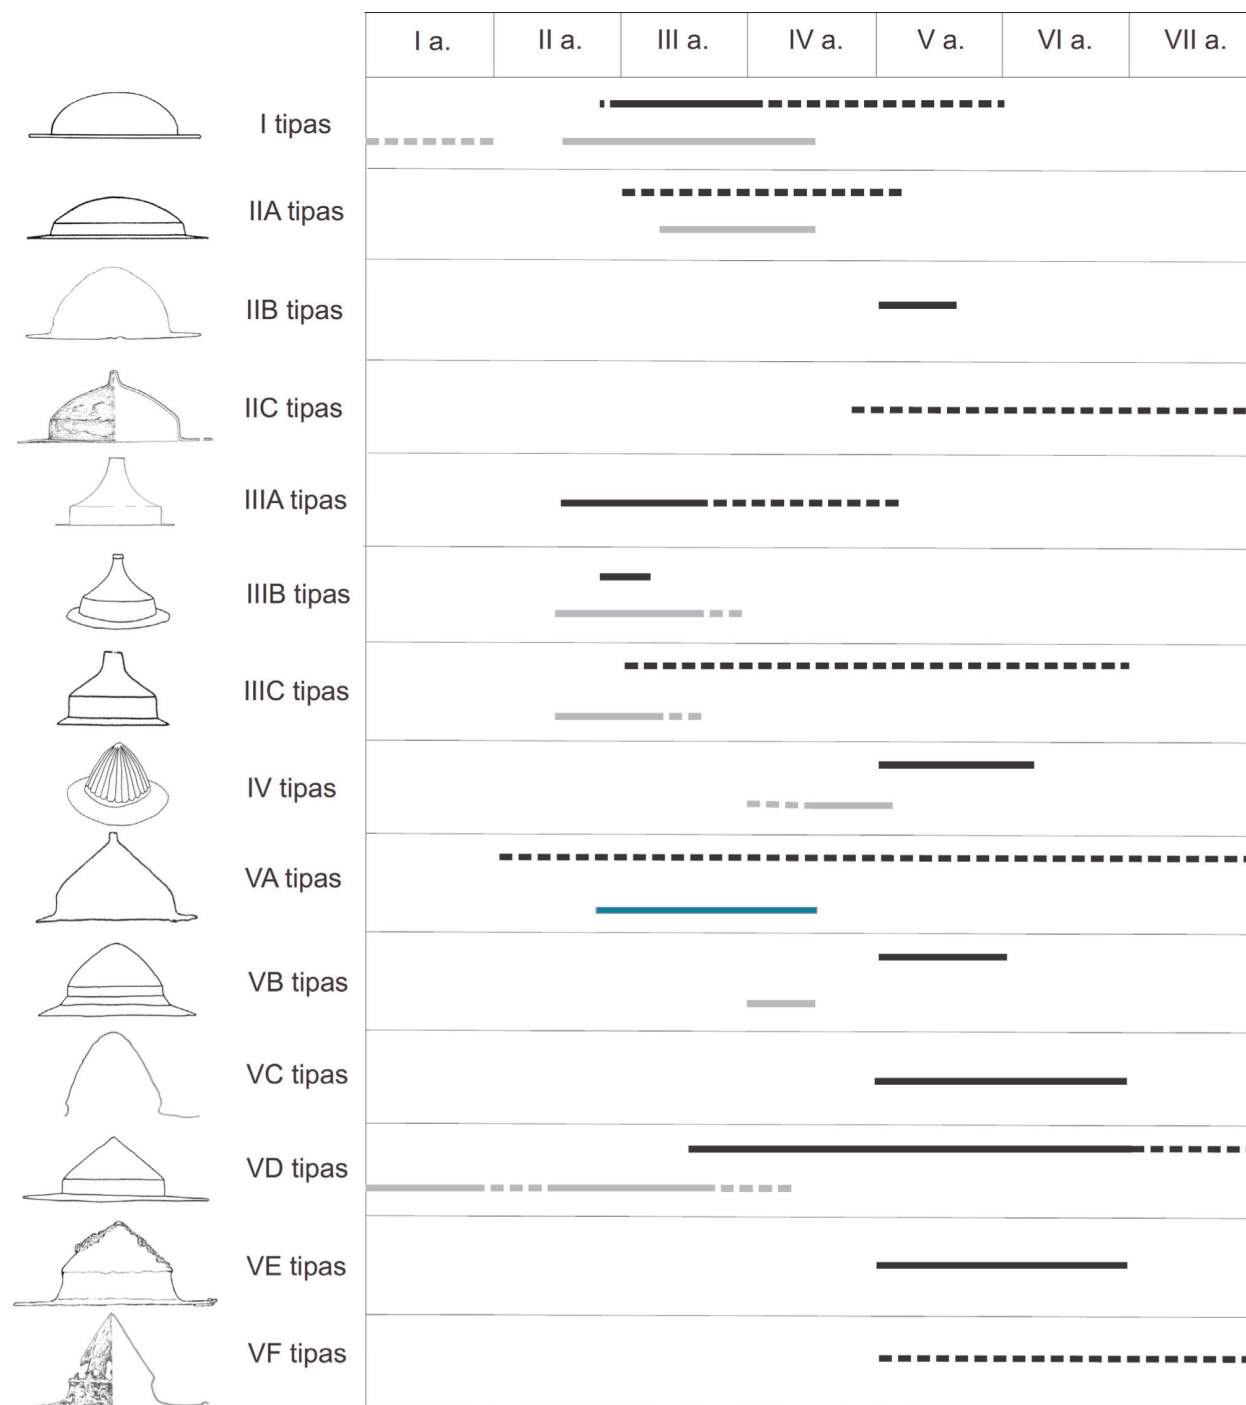 I a. II a. III a. IV a. V a. VI a. VII a.
I tipas
IIA tipas
IIB tipas
IIC tipas
IIIA tipas
IIIB tipas
IIIC tipas
IV tipas
VA tipas
VB tipas
VC tipas
VD tipas
VE tipas
VF tipas